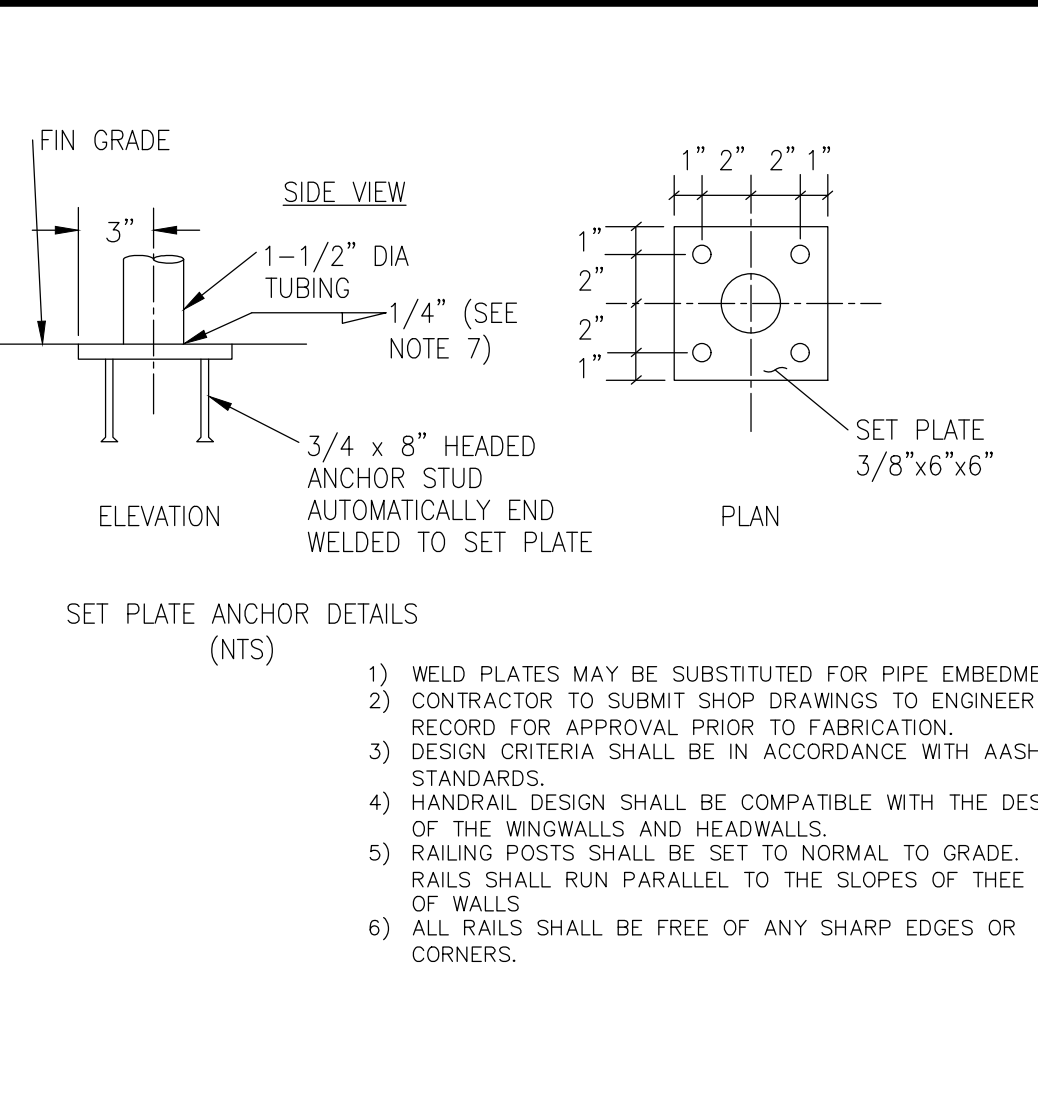 FIN GRADE
SIDE VIEW
3"
1-1/2" DIA
TUBING
1/4" (SEE
NOTE 7)
3/4 x 8" HEADED
ANCHOR STUD
AUTOMATICALLY END
WELDED TO SET PLATE
ELEVATION
1" 2" 2" 1"
1"
2"
2"
1"
SET PLATE
3/8"x6"x6"
PLAN
SET PLATE ANCHOR DETAILS
(NTS)
1) WELD PLATES MAY BE SUBSTITUTED FOR PIPE
2) CONTRACTOR TO SUBMIT SHOP DRAWINGS TO ENGINEER
RECORD FOR APPROVAL PRIOR TO FABRICATION.
3) DESIGN CRITERIA SHALL BE IN ACCORDANCE WITH
STANDARDS.
4) HANDRAIL DESIGN SHALL BE COMPATIBLE WITH THE
OF THE WINGWALLS AND HEADWALLS.
5) RAILING POSTS SHALL BE SET TO NORMAL TO GRADE.
RAILS SHALL RUN PARALLEL TO THE SLOPES OF THEE
OF WALLS
6) ALL RAILS SHALL BE FREE OF ANY SHARP EDGES OR
CORNERS.